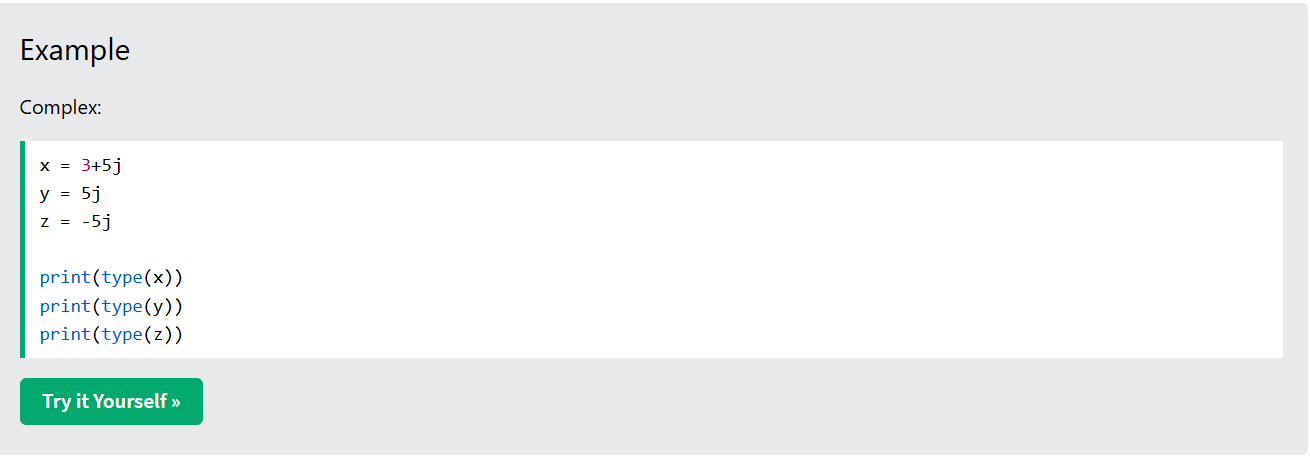 Example
Complex:
x = 3+5j
y = 5j
z = -5j
print(type(x))
print(type(y))
print(type(z))
Try it Yourself »